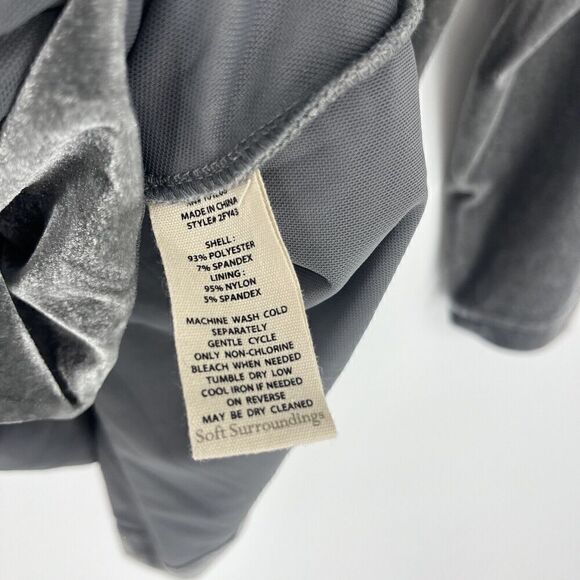 MADE IN CHINA
STYLE# 2FY43
SHELL:
93% POLYESTER
7% SPANDEX
LINING:
95% NYLON
5% SPANDEX
MACHINE WASH COLD
SEPARATELY
GENTLE CYCLE
ONLY NON-CHLORINE
BLEACH WHEN NEEDED
TUMBLE DRY LOW
COOL IRON IF NEEDED
ON REVERSE
MAY BE DRY CLEANED
Soft Surroundings